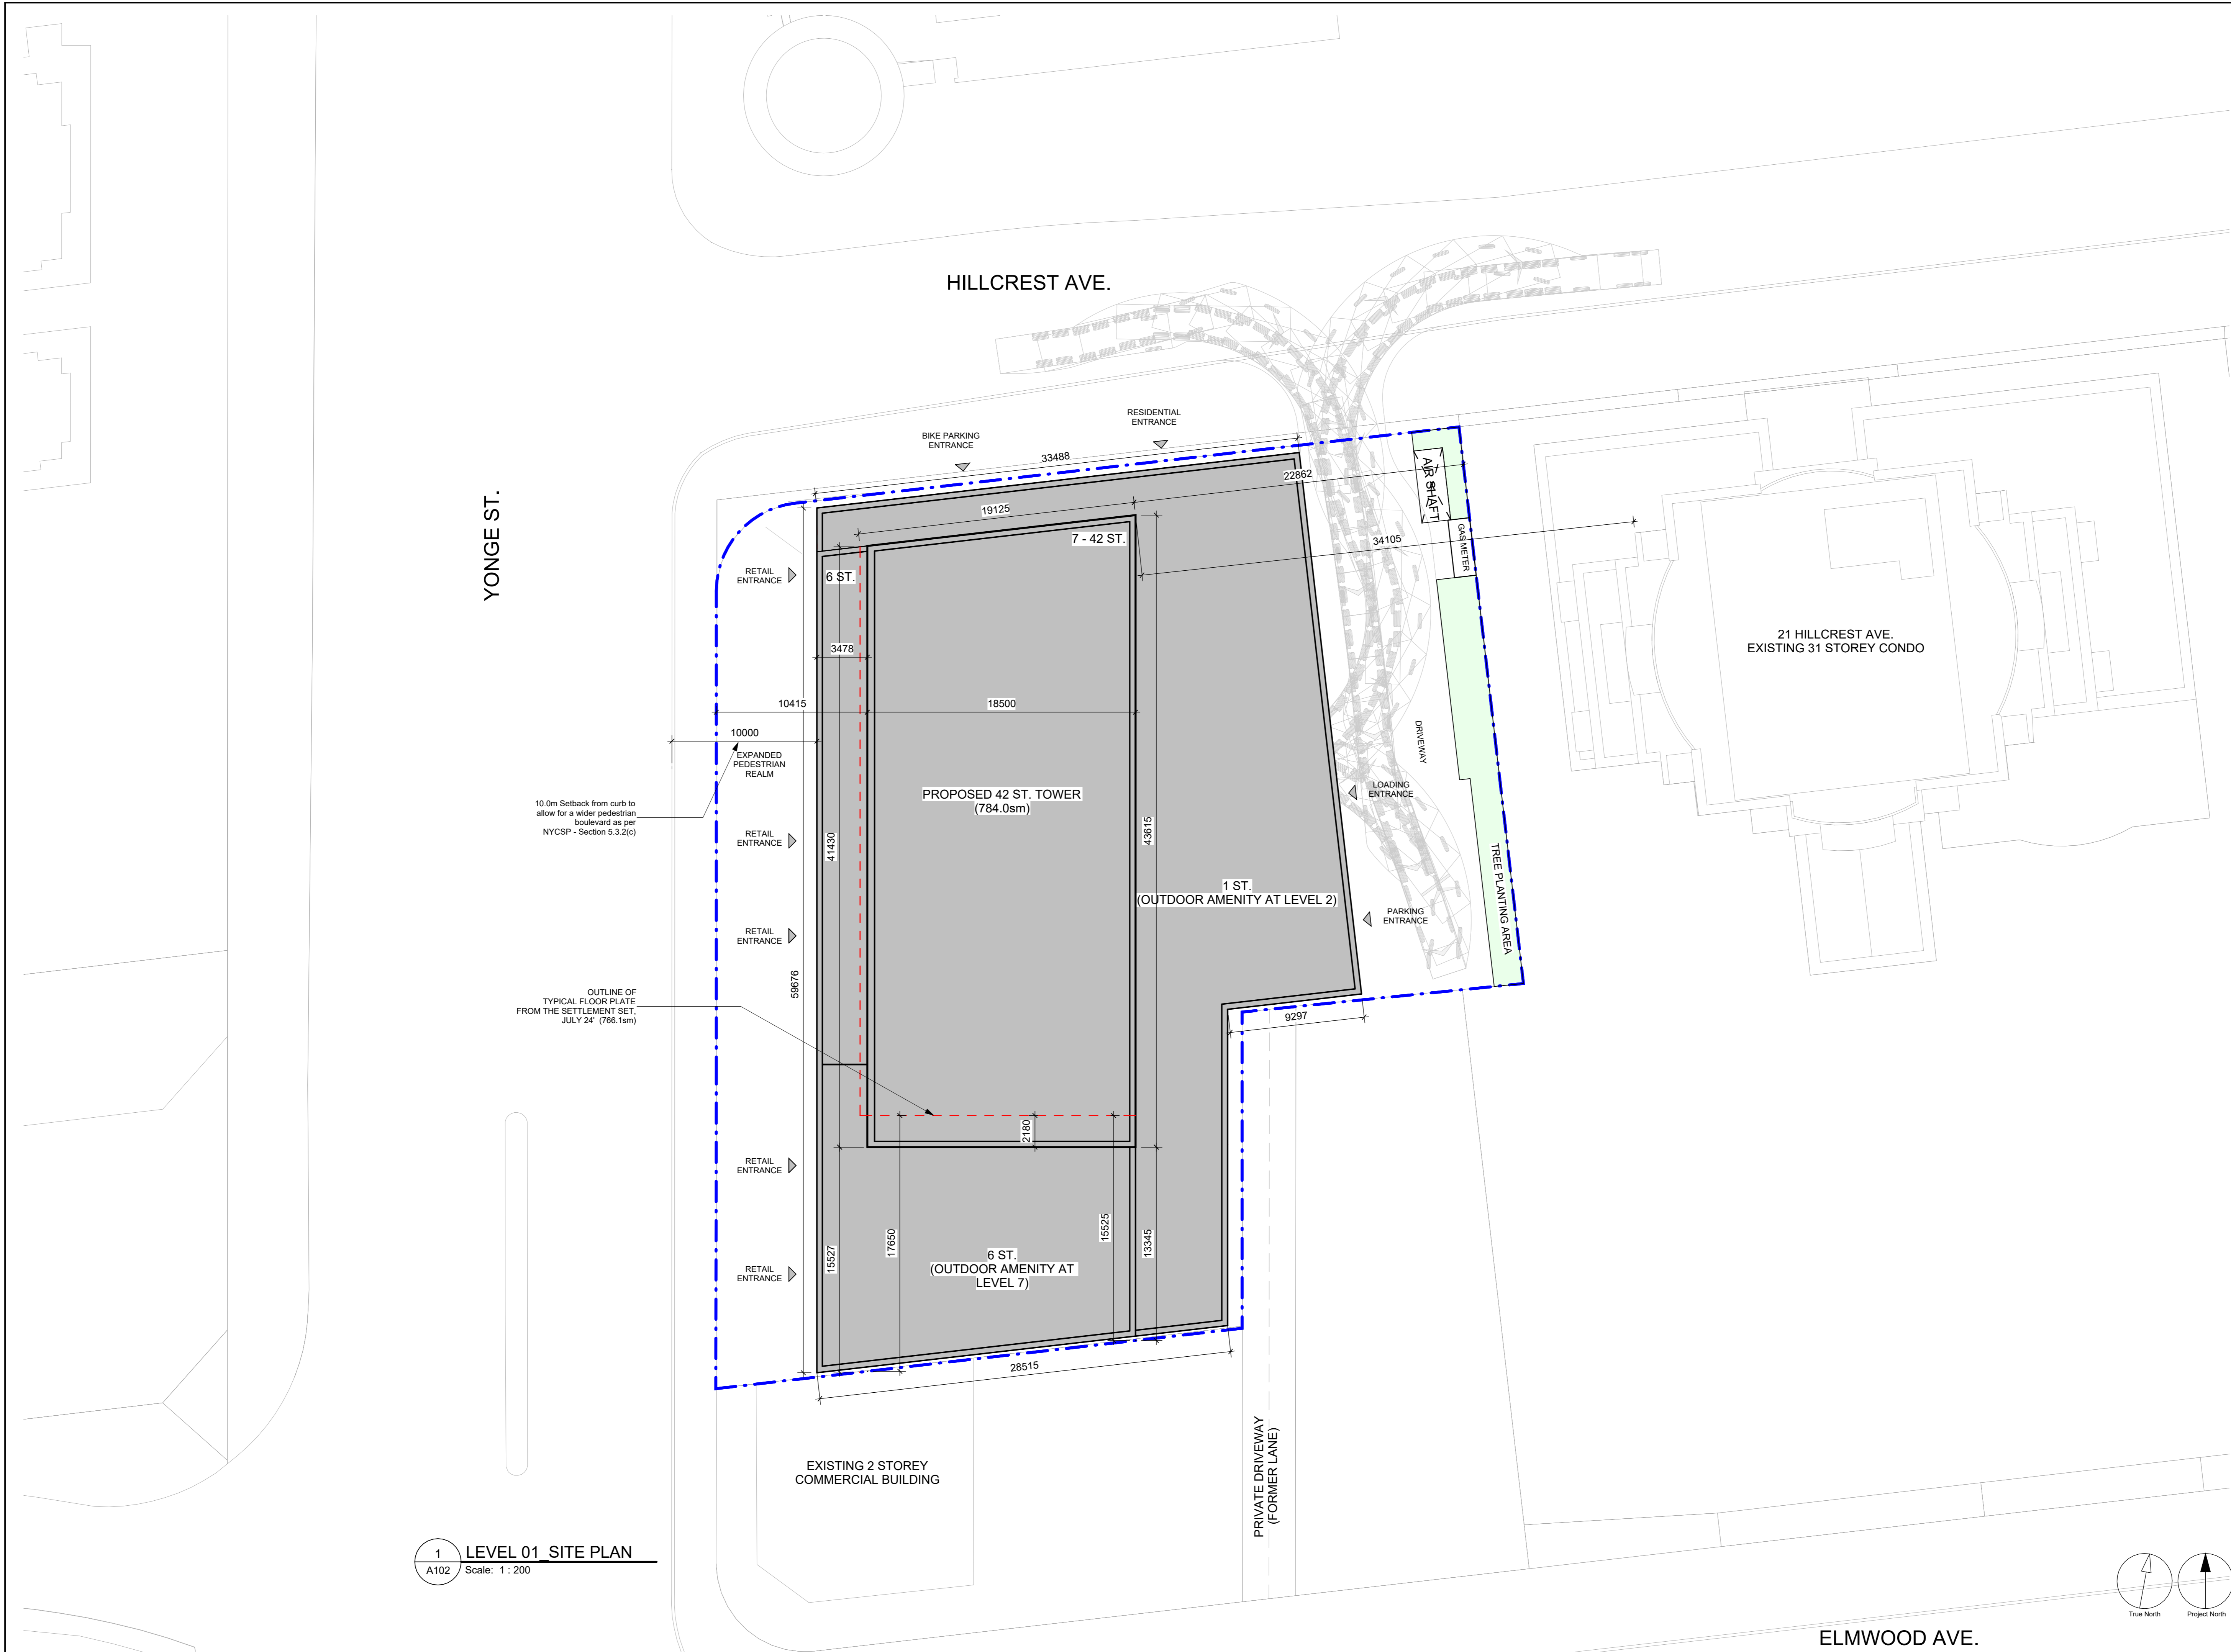 HILLCREST AVE.
YONGE ST.
BIKE PARKING
ENTRANCE
RESIDENTIAL
ENTRANCE
33488
22862
19125
7 - 42 ST.
34105
AIR SHAFT
GAS METER
RETAIL
ENTRANCE
6 ST.
3478
10415
18500
10000
EXPANDED
PEDESTRIAN
REALM
10.0m Setback from curb to
allow for a wider pedestrian
boulevard as per
NYCSP - Section 5.3.2(c)
PROPOSED 42 ST. TOWER
(784.0sm)
DRIVEWAY
LOADING
ENTRANCE
21 HILLCREST AVE.
EXISTING 31 STOREY CONDO
RETAIL
ENTRANCE
41430
43615
1 ST.
(OUTDOOR AMENITY AT LEVEL 2)
PARKING
ENTRANCE
TREE PLANTING AREA
RETAIL
ENTRANCE
59676
OUTLINE OF
TYPICAL FLOOR PLATE
FROM THE SETTLEMENT SET,
JULY 24' (766.1sm)
9297
2180
RETAIL
ENTRANCE
15527
17650
15525
13345
6 ST.
(OUTDOOR AMENITY AT
LEVEL 7)
RETAIL
ENTRANCE
28515
EXISTING 2 STOREY
COMMERCIAL BUILDING
PRIVATE DRIVEWAY
(FORMER LANE)
1
A102
LEVEL 01_SITE PLAN
Scale: 1 : 200
True North
Project North
ELMWOOD AVE.